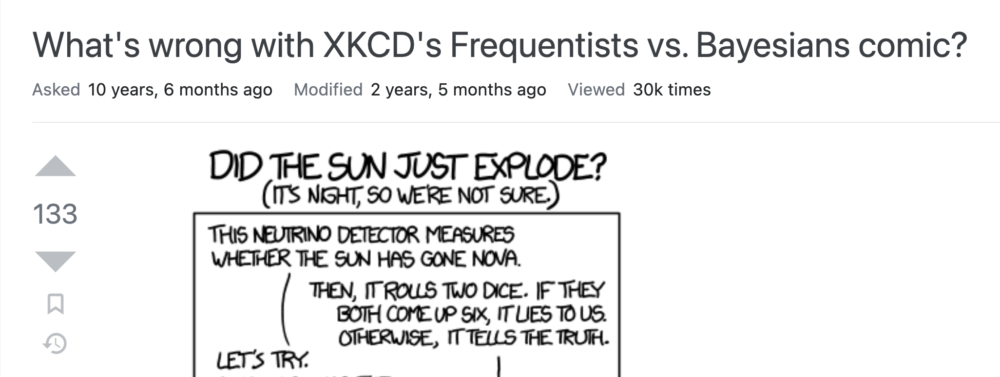 What's wrong with XKCD's Frequentists vs. Bayesians comic?
Asked 10 years, 6 months ago Modified 2 years, 5 months ago Viewed 30k times
133
DID THE SUN JUST EXPLODE?
(IT'S NIGHT, SO WE'RE NOT SURE.)
THIS NEUTRINO DETECTOR MEASURES
WHETHER THE SUN HAS GONE NOVA.
THEN, IT ROLLS TWO DICE. IF THEY
BOTH COME UP SIX, IT LIES TO US.
OTHERWISE, IT TELLS THE TRUTH.
LET'S TRY.